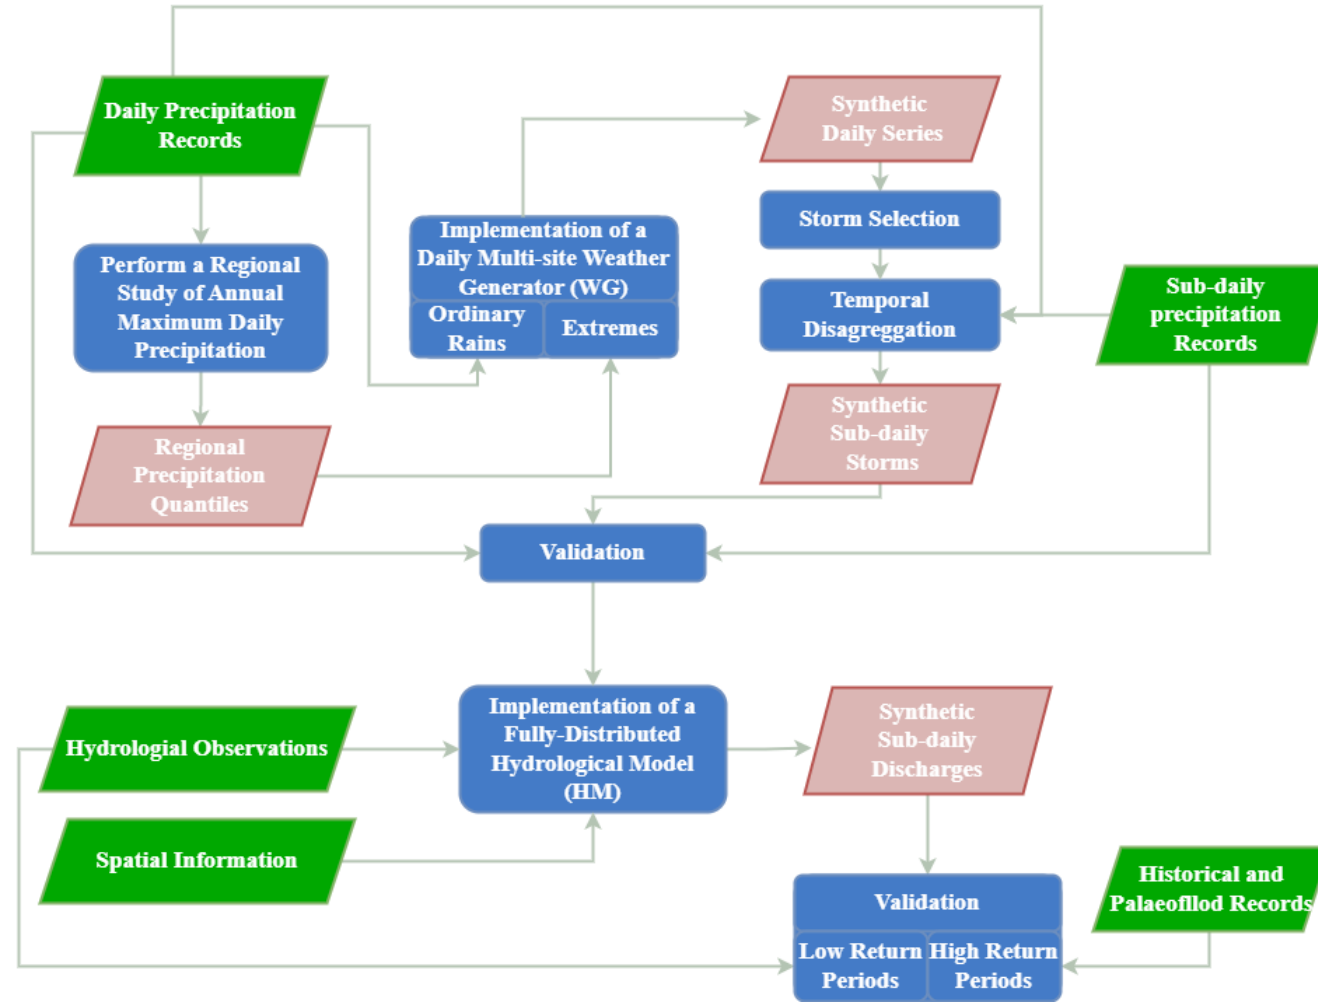 Daily Precipitation
Records
Synthetic
Daily Series
Storm Selection
Implementation of a
Daily Multi-site Weather
Generator (WG)
Ordinary
Rains
Extremes
Perform a Regional
Study of Annual
Maximum Daily
Precipitation
Temporal
Disagreggation
Sub-daily
precipitation
Records
Regional
Precipitation
Quantiles
Synthetic
Sub-daily
Storms
Validation
Hydrologial Observations
Implementation of a
Fully-Distributed
Hydrological Model
(HM)
Synthetic
Sub-daily
Discharges
Spatial Information
Validation
Low Return
Periods
High Return
Periods
Historical and
Palaeofllod Records